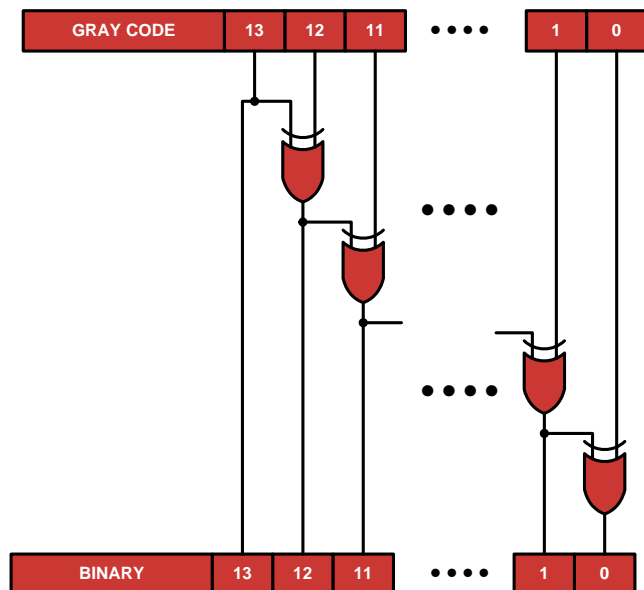 GRAY CODE 13 12 11 •••• 1 0
BINARY 13 12 11 •••• 1 0